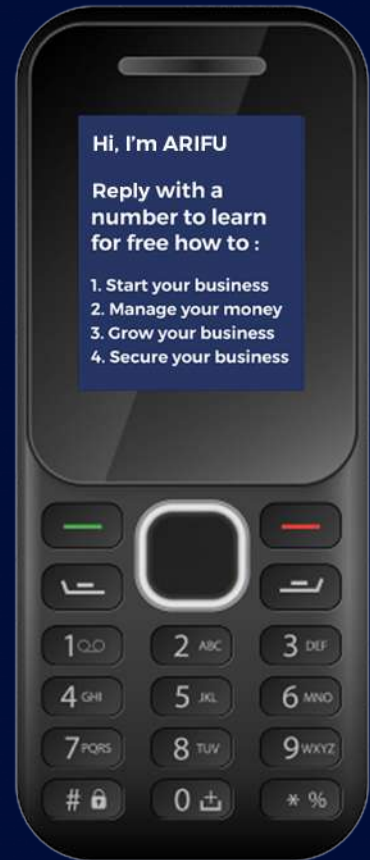 Hi, I'm ARIFU
Reply with a
number to learn
for free how to :
1. Start your business
2. Manage your money
3. Grow your business
4. Secure your business
1
2 ABC
3 DEF
4 GHI
5 JKL
6 MNO
7 PQRS
8 TUV
9 WXYZ
#
0
* %